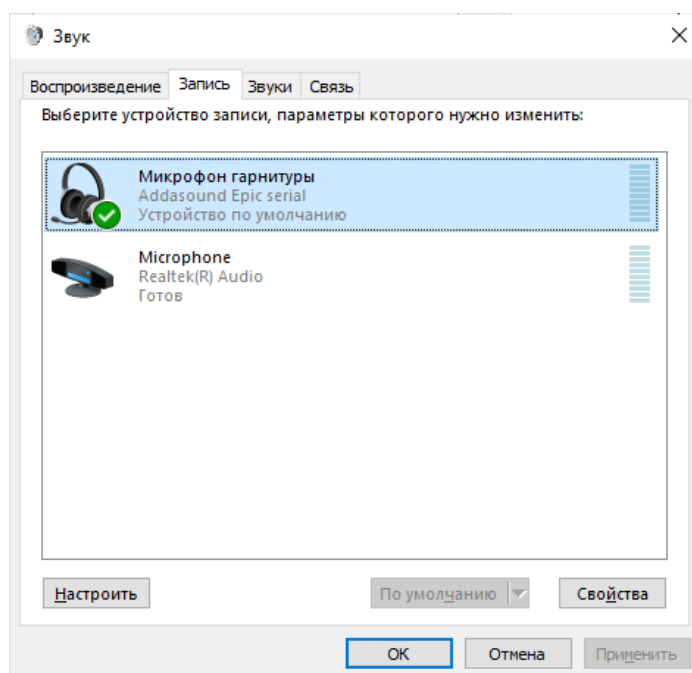 Звук
Воспроизведение Запись Звуки Связь
Выберите устройство записи, параметры которого нужно изменить:
Микрофон гарнитуры
Addasound Epic serial
Устройство по умолчанию
Microphone
Realtek(R) Audio
Готов
Настроить По умолчанию Свойства
ОК Отмена Применить